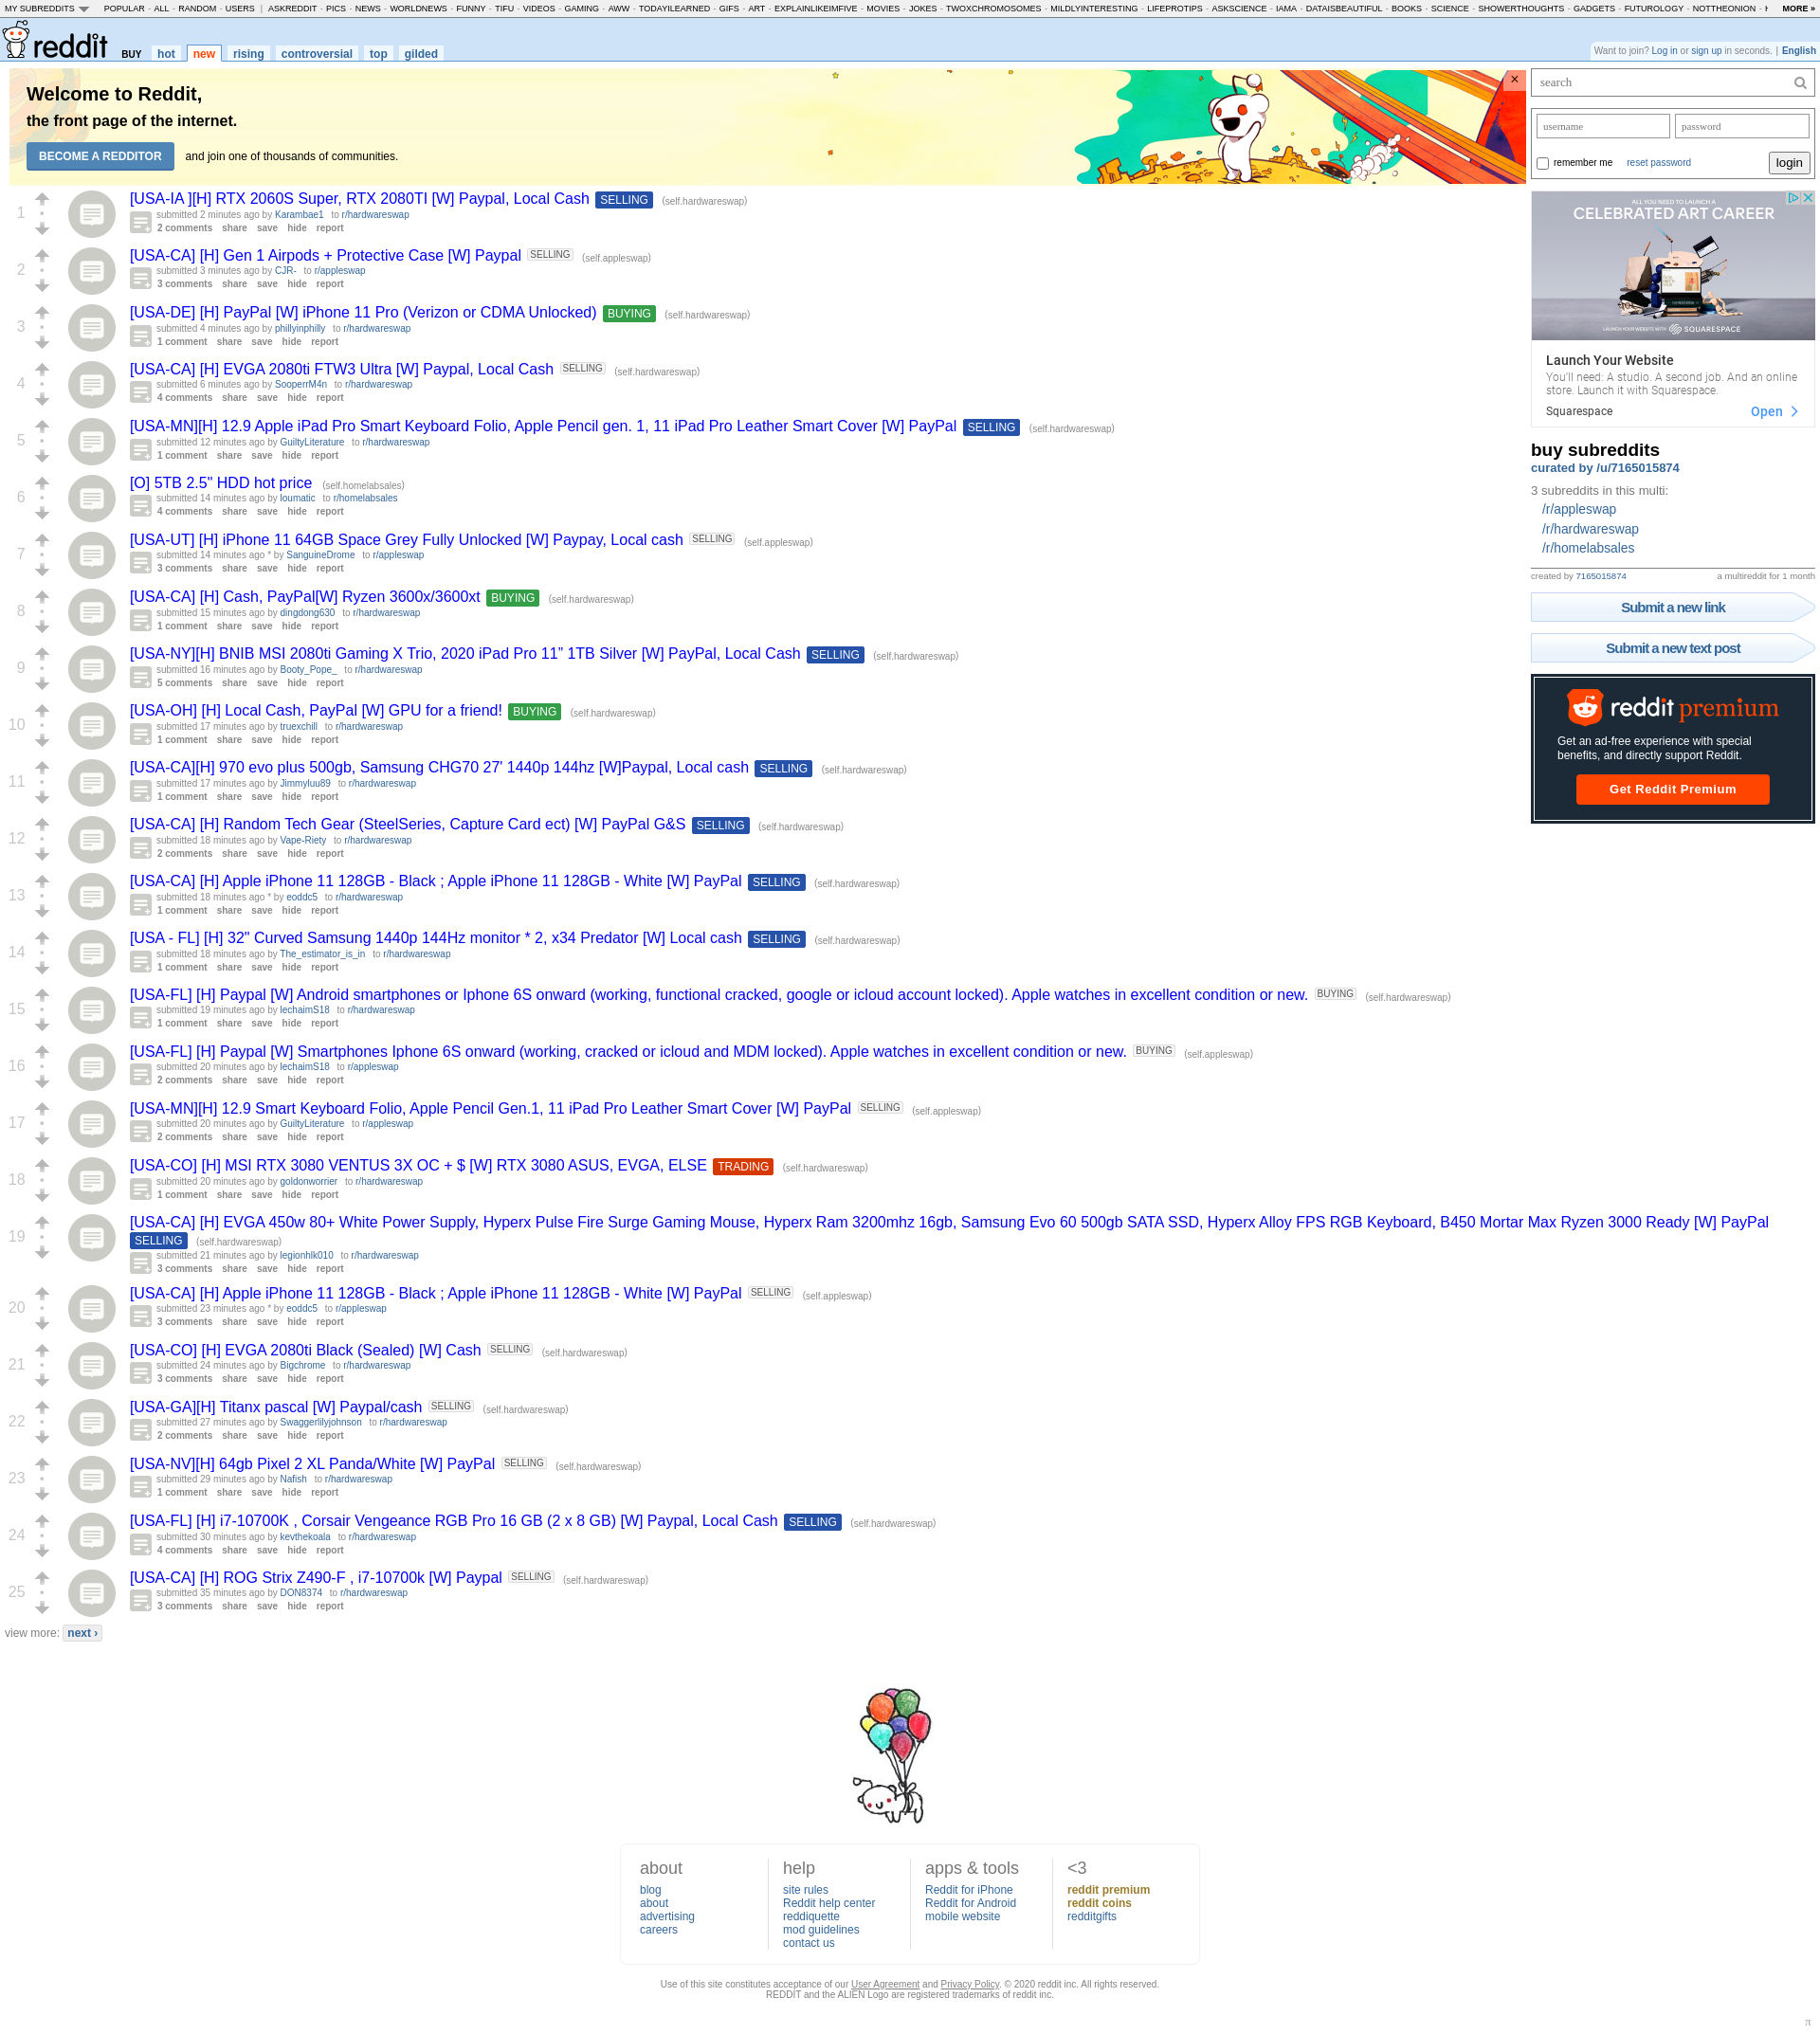 MY SUBREDDITS POPULAR - ALL - RANDOM - USERS | ASKREDDIT - PICS - NEWS - WORLDNEWS - FUNNY - TIFU - VIDEOS - GAMING - AWW - TODAYILEARNED - GIFS - ART - EXPLAINLIKEIMFIVE - MOVIES - JOKES - TWOXCHROMOSOMES - MILDLYINTERESTING - LIFEPROTIPS - ASKSCIENCE - IAMA - DATAISBEAUTIFUL - BOOKS - SCIENCE - SHOWERTHOUGHTS - GADGETS - FUTUROLOGY - NOTTHEONION - MORE »
reddit BUY hot new rising controversial top gilded
Want to join? Log in or sign up in seconds. | English
Welcome to Reddit,
the front page of the internet.
BECOME A REDDITOR and join one of thousands of communities.
×
1
[USA-IA ][H] RTX 2060S Super, RTX 2080TI [W] Paypal, Local Cash SELLING (self.hardwareswap)
submitted 2 minutes ago by Karambae1 to r/hardwareswap
2 comments share save hide report
2
[USA-CA] [H] Gen 1 Airpods + Protective Case [W] Paypal SELLING (self.appleswap)
submitted 3 minutes ago by CJR- to r/appleswap
3 comments share save hide report
3
[USA-DE] [H] PayPal [W] iPhone 11 Pro (Verizon or CDMA Unlocked) BUYING (self.hardwareswap)
submitted 4 minutes ago by phillyinphilly to r/hardwareswap
1 comment share save hide report
4
[USA-CA] [H] EVGA 2080ti FTW3 Ultra [W] Paypal, Local Cash SELLING (self.hardwareswap)
submitted 6 minutes ago by SooperrM4n to r/hardwareswap
4 comments share save hide report
5
[USA-MN][H] 12.9 Apple iPad Pro Smart Keyboard Folio, Apple Pencil gen. 1, 11 iPad Pro Leather Smart Cover [W] PayPal SELLING (self.hardwareswap)
submitted 12 minutes ago by GuiltyLiterature to r/hardwareswap
1 comment share save hide report
6
[O] 5TB 2.5" HDD hot price (self.homelabsales)
submitted 14 minutes ago by loumatic to r/homelabsales
4 comments share save hide report
7
[USA-UT] [H] iPhone 11 64GB Space Grey Fully Unlocked [W] Paypay, Local cash SELLING (self.appleswap)
submitted 14 minutes ago * by SanguineDrome to r/appleswap
3 comments share save hide report
8
[USA-CA] [H] Cash, PayPal[W] Ryzen 3600x/3600xt BUYING (self.hardwareswap)
submitted 15 minutes ago by dingdong630 to r/hardwareswap
1 comment share save hide report
9
[USA-NY][H] BNIB MSI 2080ti Gaming X Trio, 2020 iPad Pro 11” 1TB Silver [W] PayPal, Local Cash SELLING (self.hardwareswap)
submitted 16 minutes ago by Booty_Pope_ to r/hardwareswap
5 comments share save hide report
10
[USA-OH] [H] Local Cash, PayPal [W] GPU for a friend! BUYING (self.hardwareswap)
submitted 17 minutes ago by truexchill to r/hardwareswap
1 comment share save hide report
11
[USA-CA][H] 970 evo plus 500gb, Samsung CHG70 27' 1440p 144hz [W]Paypal, Local cash SELLING (self.hardwareswap)
submitted 17 minutes ago by Jimmyluu89 to r/hardwareswap
1 comment share save hide report
12
[USA-CA] [H] Random Tech Gear (SteelSeries, Capture Card ect) [W] PayPal G&S SELLING (self.hardwareswap)
submitted 18 minutes ago by Vape-Riety to r/hardwareswap
2 comments share save hide report
13
[USA-CA] [H] Apple iPhone 11 128GB - Black ; Apple iPhone 11 128GB - White [W] PayPal SELLING (self.hardwareswap)
submitted 18 minutes ago * by eoddc5 to r/hardwareswap
1 comment share save hide report
14
[USA - FL] [H] 32" Curved Samsung 1440p 144Hz monitor * 2, x34 Predator [W] Local cash SELLING (self.hardwareswap)
submitted 18 minutes ago by The_estimator_is_in to r/hardwareswap
1 comment share save hide report
15
[USA-FL] [H] Paypal [W] Android smartphones or Iphone 6S onward (working, functional cracked, google or icloud account locked). Apple watches in excellent condition or new. BUYING (self.hardwareswap)
submitted 19 minutes ago by lechaimS18 to r/hardwareswap
1 comment share save hide report
16
[USA-FL] [H] Paypal [W] Smartphones Iphone 6S onward (working, cracked or icloud and MDM locked). Apple watches in excellent condition or new. BUYING (self.appleswap)
submitted 20 minutes ago by lechaimS18 to r/appleswap
2 comments share save hide report
17
[USA-MN][H] 12.9 Smart Keyboard Folio, Apple Pencil Gen.1, 11 iPad Pro Leather Smart Cover [W] PayPal SELLING (self.appleswap)
submitted 20 minutes ago by GuiltyLiterature to r/appleswap
2 comments share save hide report
18
[USA-CO] [H] MSI RTX 3080 VENTUS 3X OC + $ [W] RTX 3080 ASUS, EVGA, ELSE TRADING (self.hardwareswap)
submitted 20 minutes ago by goldonworrier to r/hardwareswap
1 comment share save hide report
19
[USA-CA] [H] EVGA 450w 80+ White Power Supply, Hyperx Pulse Fire Surge Gaming Mouse, Hyperx Ram 3200mhz 16gb, Samsung Evo 60 500gb SATA SSD, Hyperx Alloy FPS RGB Keyboard, B450 Mortar Max Ryzen 3000 Ready [W] PayPal
SELLING (self.hardwareswap)
submitted 21 minutes ago by legionhlk010 to r/hardwareswap
3 comments share save hide report
20
[USA-CA] [H] Apple iPhone 11 128GB - Black ; Apple iPhone 11 128GB - White [W] PayPal SELLING (self.appleswap)
submitted 23 minutes ago * by eoddc5 to r/appleswap
3 comments share save hide report
21
[USA-CO] [H] EVGA 2080ti Black (Sealed) [W] Cash SELLING (self.hardwareswap)
submitted 24 minutes ago by Bigchrome to r/hardwareswap
3 comments share save hide report
22
[USA-GA][H] Titanx pascal [W] Paypal/cash SELLING (self.hardwareswap)
submitted 27 minutes ago by Swaggerlilyjohnson to r/hardwareswap
2 comments share save hide report
23
[USA-NV][H] 64gb Pixel 2 XL Panda/White [W] PayPal SELLING (self.hardwareswap)
submitted 29 minutes ago by Nafish to r/hardwareswap
1 comment share save hide report
24
[USA-FL] [H] i7-10700K , Corsair Vengeance RGB Pro 16 GB (2 x 8 GB) [W] Paypal, Local Cash SELLING (self.hardwareswap)
submitted 30 minutes ago by kevthekoala to r/hardwareswap
4 comments share save hide report
25
[USA-CA] [H] ROG Strix Z490-F , i7-10700k [W] Paypal SELLING (self.hardwareswap)
submitted 35 minutes ago by DON8374 to r/hardwareswap
3 comments share save hide report
view more: next ›
search
username password
remember me reset password login
ALL YOU NEED TO LAUNCH A
CELEBRATED ART CAREER
LAUNCH YOUR WEBSITE WITH SQUARESPACE
Launch Your Website
You'll need: A studio. A second job. And an online
store. Launch it with Squarespace.
Squarespace Open
buy subreddits
curated by /u/7165015874
3 subreddits in this multi:
/r/appleswap
/r/hardwareswap
/r/homelabsales
created by 7165015874 a multireddit for 1 month
Submit a new link
Submit a new text post
reddit premium
Get an ad-free experience with special
benefits, and directly support Reddit.
Get Reddit Premium
about
blog
about
advertising
careers
help
site rules
Reddit help center
reddiquette
mod guidelines
contact us
apps & tools
Reddit for iPhone
Reddit for Android
mobile website
<3
reddit premium
reddit coins
redditgifts
Use of this site constitutes acceptance of our User Agreement and Privacy Policy. © 2020 reddit inc. All rights reserved.
REDDIT and the ALIEN Logo are registered trademarks of reddit inc.
π